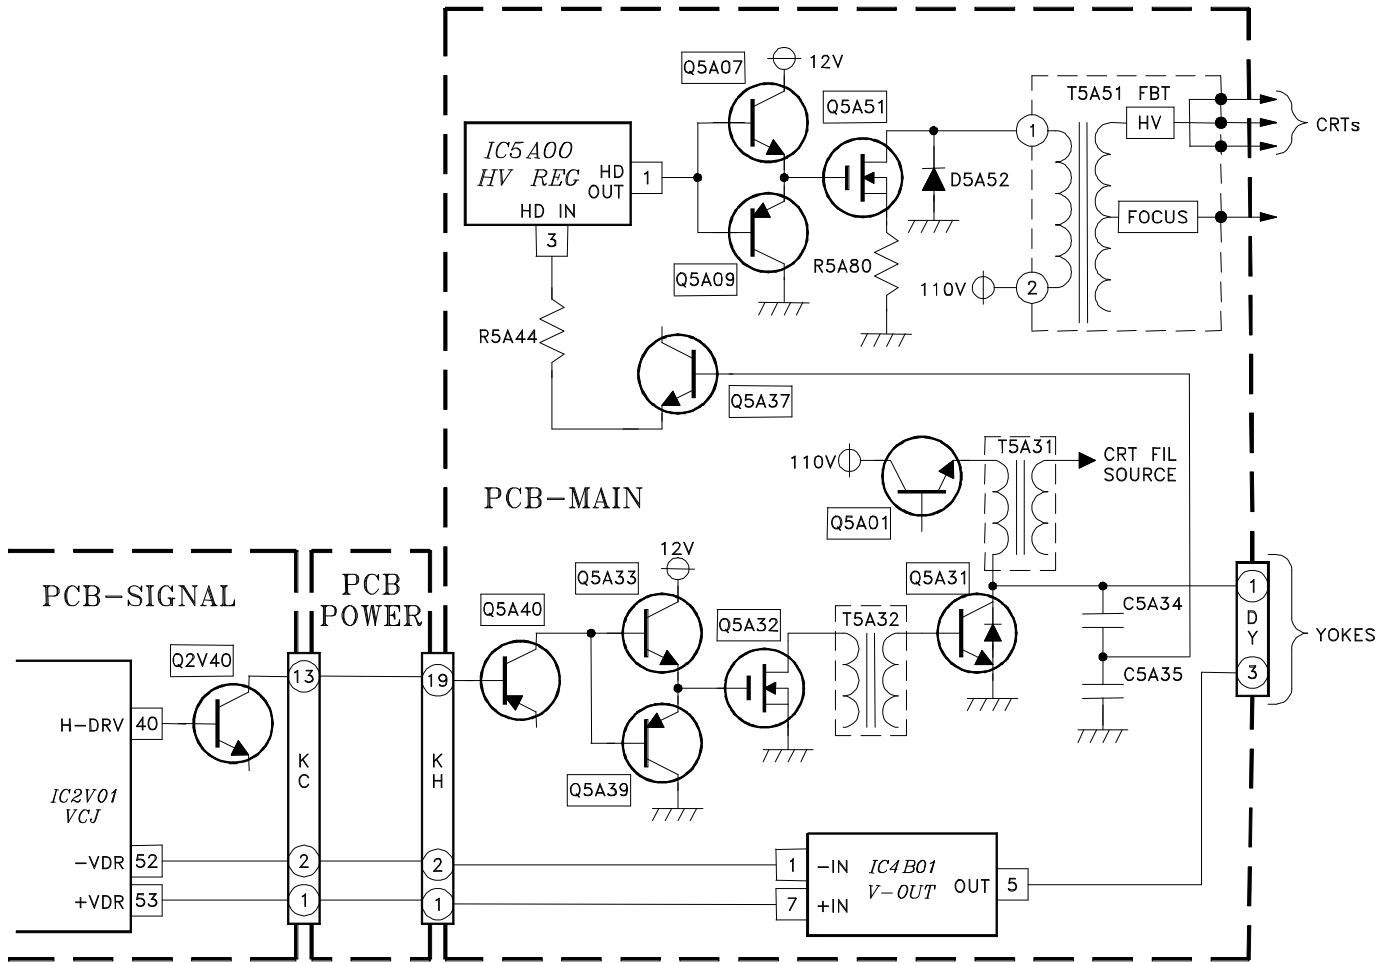 Q5A07
12V
Q5A51
T5A51 FBT
HV
CRTs
IC5A00
HV REG
HD
OUT
1
HD IN
3
1
D5A52
FOCUS
Q5A09
R5A80
110V
2
R5A44
Q5A37
110V
T5A31
CRT FIL
SOURCE
PCB-MAIN
Q5A01
12V
PCB-SIGNAL
PCB
POWER
Q5A33
Q5A31
Q5A40
Q5A32
T5A32
C5A34
1
D
Y
3
YOKES
Q2V40
13
19
C5A35
H-DRV
40
K
C
K
H
Q5A39
IC2V01
VCJ
-VDR
52
2
2
1
-IN
IC4B01
V-OUT
OUT
5
+VDR
53
1
1
7
+IN